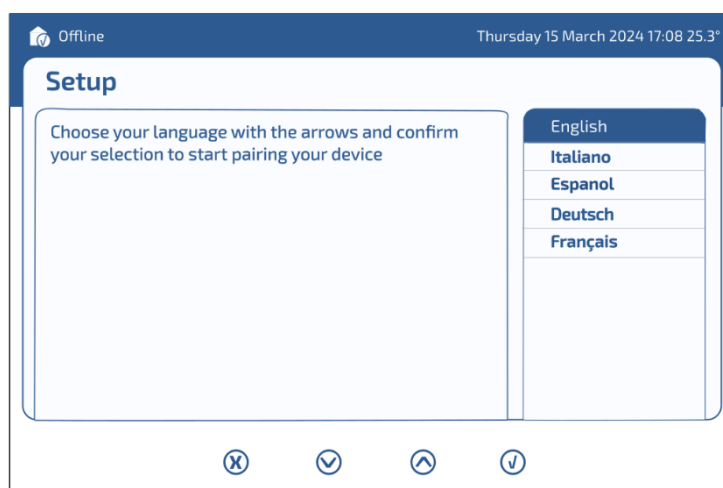 Offline
Thursday 15 March 2024 17:08 25.3°
Setup
Choose your language with the arrows and confirm
your selection to start pairing your device
English
Italiano
Espanol
Deutsch
Français